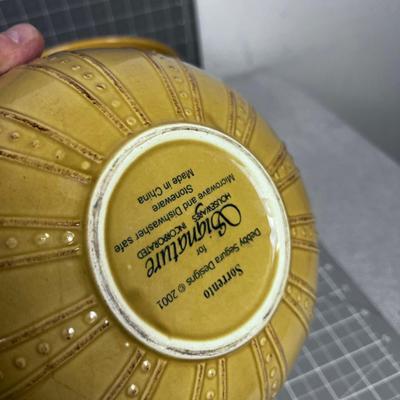 Sorrento
Debby Segura Designs © 2001
for
Signature
HOUSEWARES INCORPORATED
Stoneware
Microwave and Dishwasher safe
Made in China